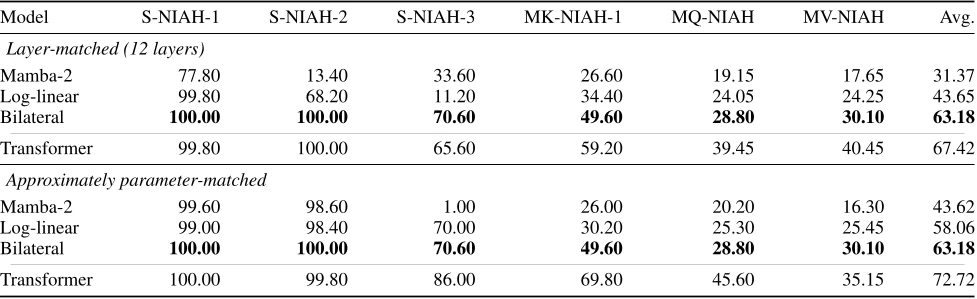 Model S-NIAH-1 S-NIAH-2 S-NIAH-3 MK-NIAH-1 MQ-NIAH MV-NIAH Avg.
Layer-matched (12 layers)
Mamba-2 77.80 13.40 33.60 26.60 19.15 17.65 31.37
Log-linear 99.80 68.20 11.20 34.40 24.05 24.25 43.65
Bilateral 100.00 100.00 70.60 49.60 28.80 30.10 63.18
Transformer 99.80 100.00 65.60 59.20 39.45 40.45 67.42
Approximately parameter-matched
Mamba-2 99.60 98.60 1.00 26.00 20.20 16.30 43.62
Log-linear 99.00 98.40 70.00 30.20 25.30 25.45 58.06
Bilateral 100.00 100.00 70.60 49.60 28.80 30.10 63.18
Transformer 100.00 99.80 86.00 69.80 45.60 35.15 72.72